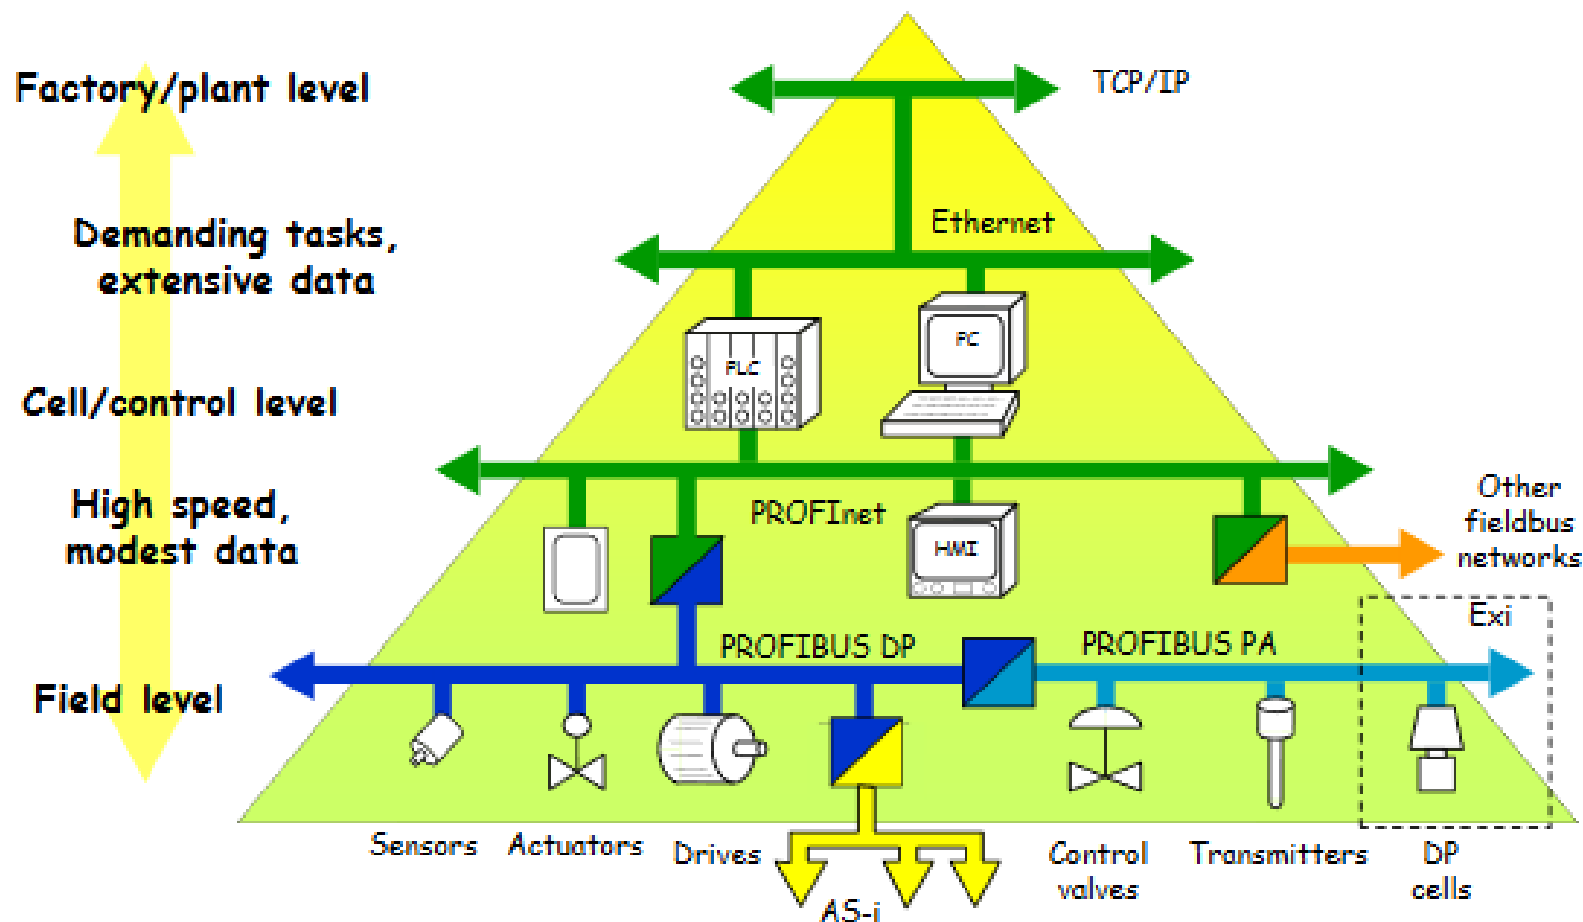 Factory/plant level
TCP/IP
Demanding tasks,
extensive data
Ethernet
PLC
PC
Cell/control level
High speed,
modest data
PROFInet
HMI
Other
fieldbus
networks
Exi
PROFIBUS DP
PROFIBUS PA
Field level
Sensors
Actuators
Drives
AS-i
Control
valves
Transmitters
DP
cells